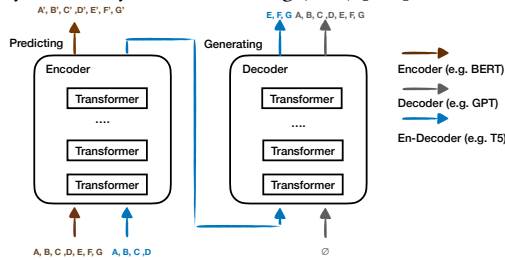 A', B', C' ,D', E', F', G'
E, F, G A, B, C ,D, E, F, G
Predicting
Generating
Encoder
Decoder
Transformer
Transformer
....
....
Transformer
Transformer
Transformer
Transformer
A, B, C ,D, E, F, G A, B, C ,D
∅
Encoder (e.g. BERT)
Decoder (e.g. GPT)
En-Decoder (e.g. T5)